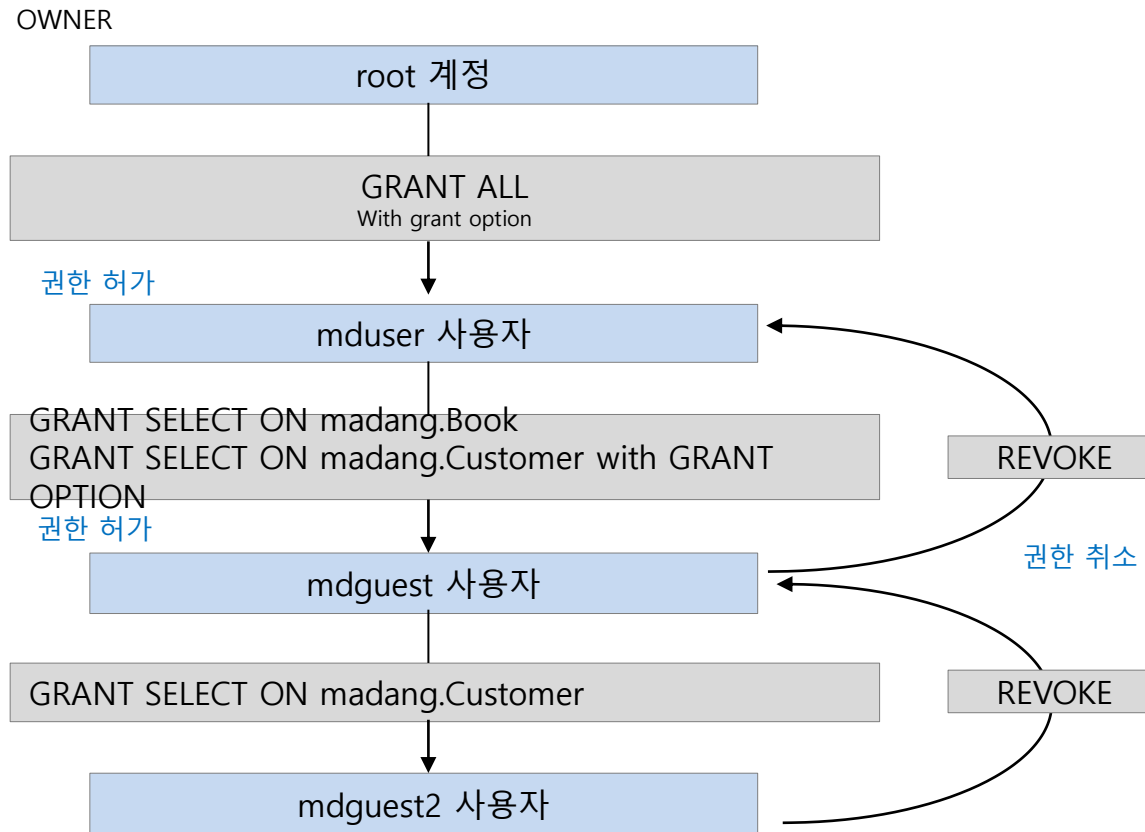 OWNER
root 계정
GRANT ALL
With grant option
권한 허가
mduser 사용자
GRANT SELECT ON madang.Book
GRANT SELECT ON madang.Customer with GRANT
OPTION
REVOKE
권한 허가
권한 취소
mdguest 사용자
GRANT SELECT ON madang.Customer
REVOKE
mdguest2 사용자